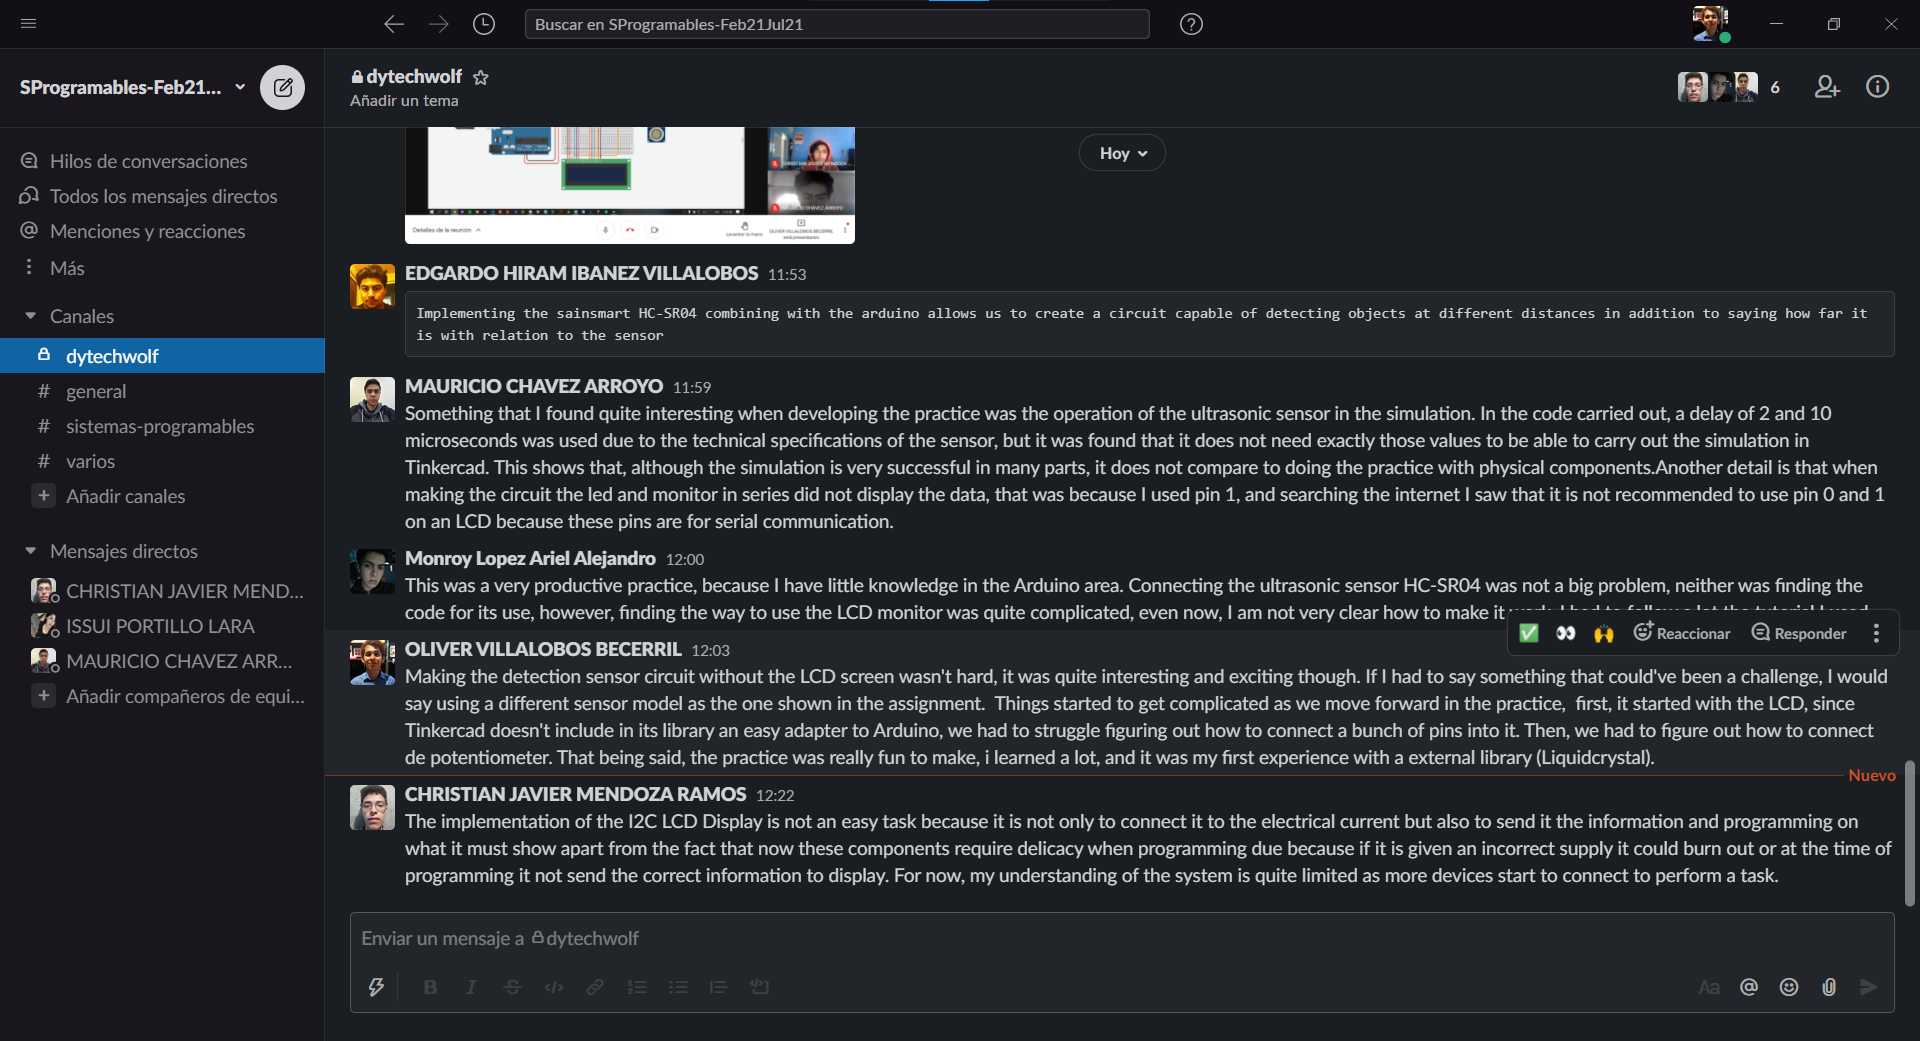 Buscar en SProgramables-Feb21Jul21
SProgramables-Feb21...
Hilos de conversaciones
Todos los mensajes directos
Menciones y reacciones
Más
Canales
dytechwolf
# general
# sistemas-programables
# varios
+ Añadir canales
Mensajes directos
CHRISTIAN JAVIER MEND...
ISSUI PORTILLO LARA
MAURICIO CHAVEZ ARR...
+ Añadir compañeros de equi...
dytechwolf
Añadir un tema
6
Hoy
Detalles de la reunión
Levantar la mano
OLIVER VILLALOBOS BECERRIL
está presentando
EDGARDO HIRAM IBANEZ VILLALOBOS 11:53
Implementing the sainsmart HC-SR04 combining with the arduino allows us to create a circuit capable of detecting objects at different distances in addition to saying how far it
is with relation to the sensor
MAURICIO CHAVEZ ARROYO 11:59
Something that I found quite interesting when developing the practice was the operation of the ultrasonic sensor in the simulation. In the code carried out, a delay of 2 and 10
microseconds was used due to the technical specifications of the sensor, but it was found that it does not need exactly those values to be able to carry out the simulation in
Tinkercad. This shows that, although the simulation is very successful in many parts, it does not compare to doing the practice with physical components.Another detail is that when
making the circuit the led and monitor in series did not display the data, that was because I used pin 1, and searching the internet I saw that it is not recommended to use pin 0 and 1
on an LCD because these pins are for serial communication.
Monroy Lopez Ariel Alejandro 12:00
This was a very productive practice, because I have little knowledge in the Arduino area. Connecting the ultrasonic sensor HC-SR04 was not a big problem, neither was finding the
code for its use, however, finding the way to use the LCD monitor was quite complicated, even now, I am not very clear how to make it
Reaccionar
Responder
OLIVER VILLALOBOS BECERRIL 12:03
Making the detection sensor circuit without the LCD screen wasn't hard, it was quite interesting and exciting though. If I had to say something that could've been a challenge, I would
say using a different sensor model as the one shown in the assignment. Things started to get complicated as we move forward in the practice, first, it started with the LCD, since
Tinkercad doesn't include in its library an easy adapter to Arduino, we had to struggle figuring out how to connect a bunch of pins into it. Then, we had to figure out how to connect
de potentiometer. That being said, the practice was really fun to make, i learned a lot, and it was my first experience with a external library (Liquidcrystal).
Nuevo
CHRISTIAN JAVIER MENDOZA RAMOS 12:22
The implementation of the I2C LCD Display is not an easy task because it is not only to connect it to the electrical current but also to send it the information and programming on
what it must show apart from the fact that now these components require delicacy when programming due because if it is given an incorrect supply it could burn out or at the time of
programming it not send the correct information to display. For now, my understanding of the system is quite limited as more devices start to connect to perform a task.
Enviar un mensaje a dytechwolf
B I S
Aa @